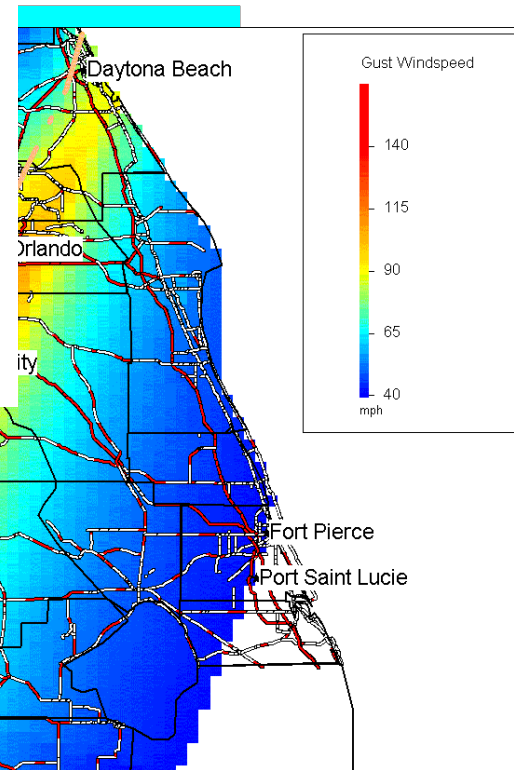 Daytona Beach
Gust Windspeed
140
115
90
65
40
mph
Orlando
ity
Fort Pierce
Port Saint Lucie